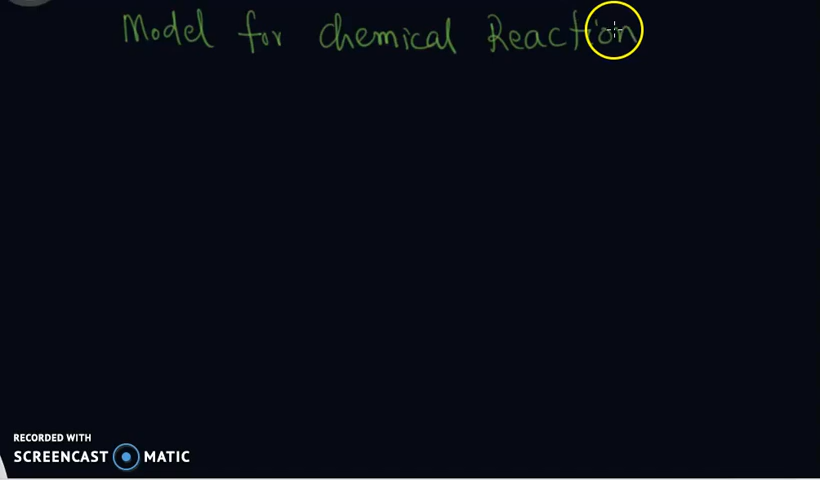 Model for chemical Reaction
RECORDED WITH
SCREENCAST MATIC